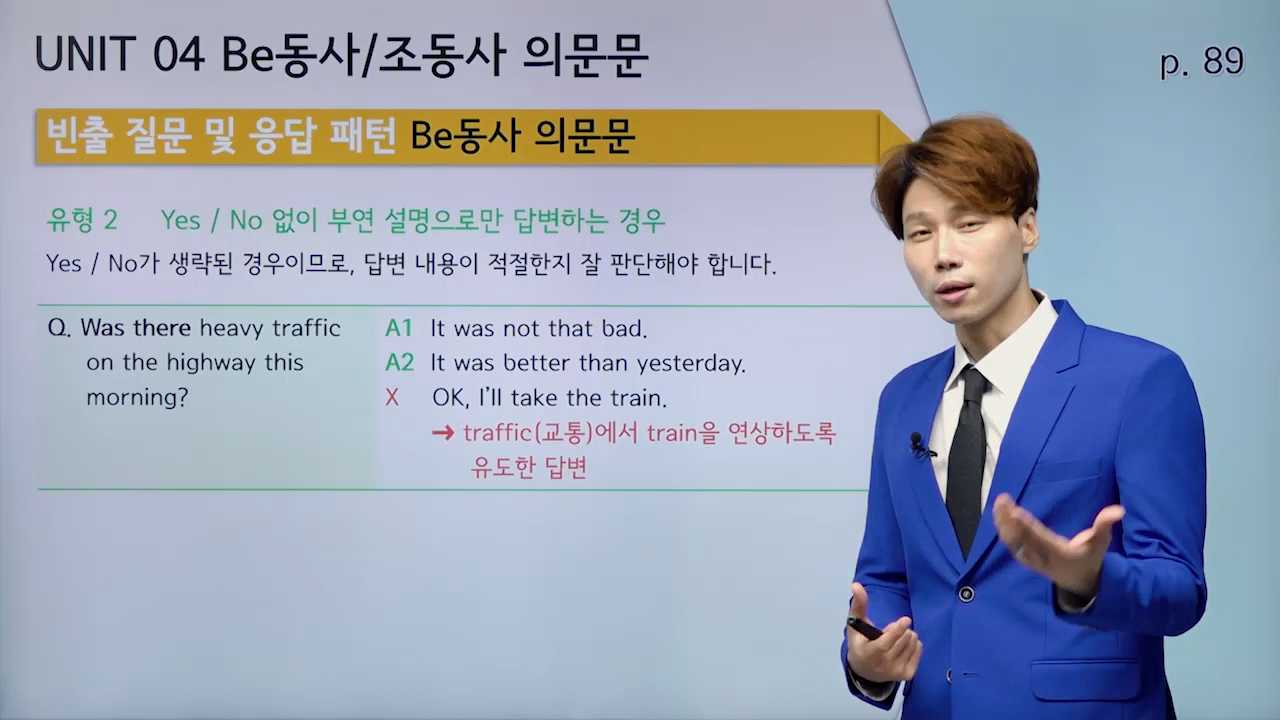 UNIT 04 Be동사/조동사 의문문
p. 89
빈출 질문 및 응답 패턴 Be동사 의문문
유형 2 Yes / No 없이 부연 설명으로만 답변하는 경우
Yes / No가 생략된 경우이므로, 답변 내용이 적절한지 잘 판단해야 합니다.
Q. Was there heavy traffic
on the highway this
morning?
A1 It was not that bad.
A2 It was better than yesterday.
X OK, I'll take the train.
→ traffic(교통)에서 train을 연상하도록
유도한 답변